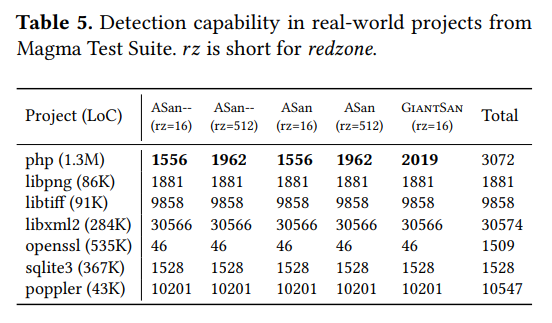 Table 5. Detection capability in real-world projects from
Magma Test Suite. rz is short for redzone.
Project (LoC) ASan-- (rz=16) ASan-- (rz=512) ASan (rz=16) ASan (rz=512) GIANTSAN (rz=16) Total
php (1.3M) 1556 1962 1556 1962 2019 3072
libpng (86K) 1881 1881 1881 1881 1881 1881
libtiff (91K) 9858 9858 9858 9858 9858 9858
libxml2 (284K) 30566 30566 30566 30566 30566 30574
openssl (535K) 46 46 46 46 46 1509
sqlite3 (367K) 1528 1528 1528 1528 1528 1528
poppler (43K) 10201 10201 10201 10201 10201 10547